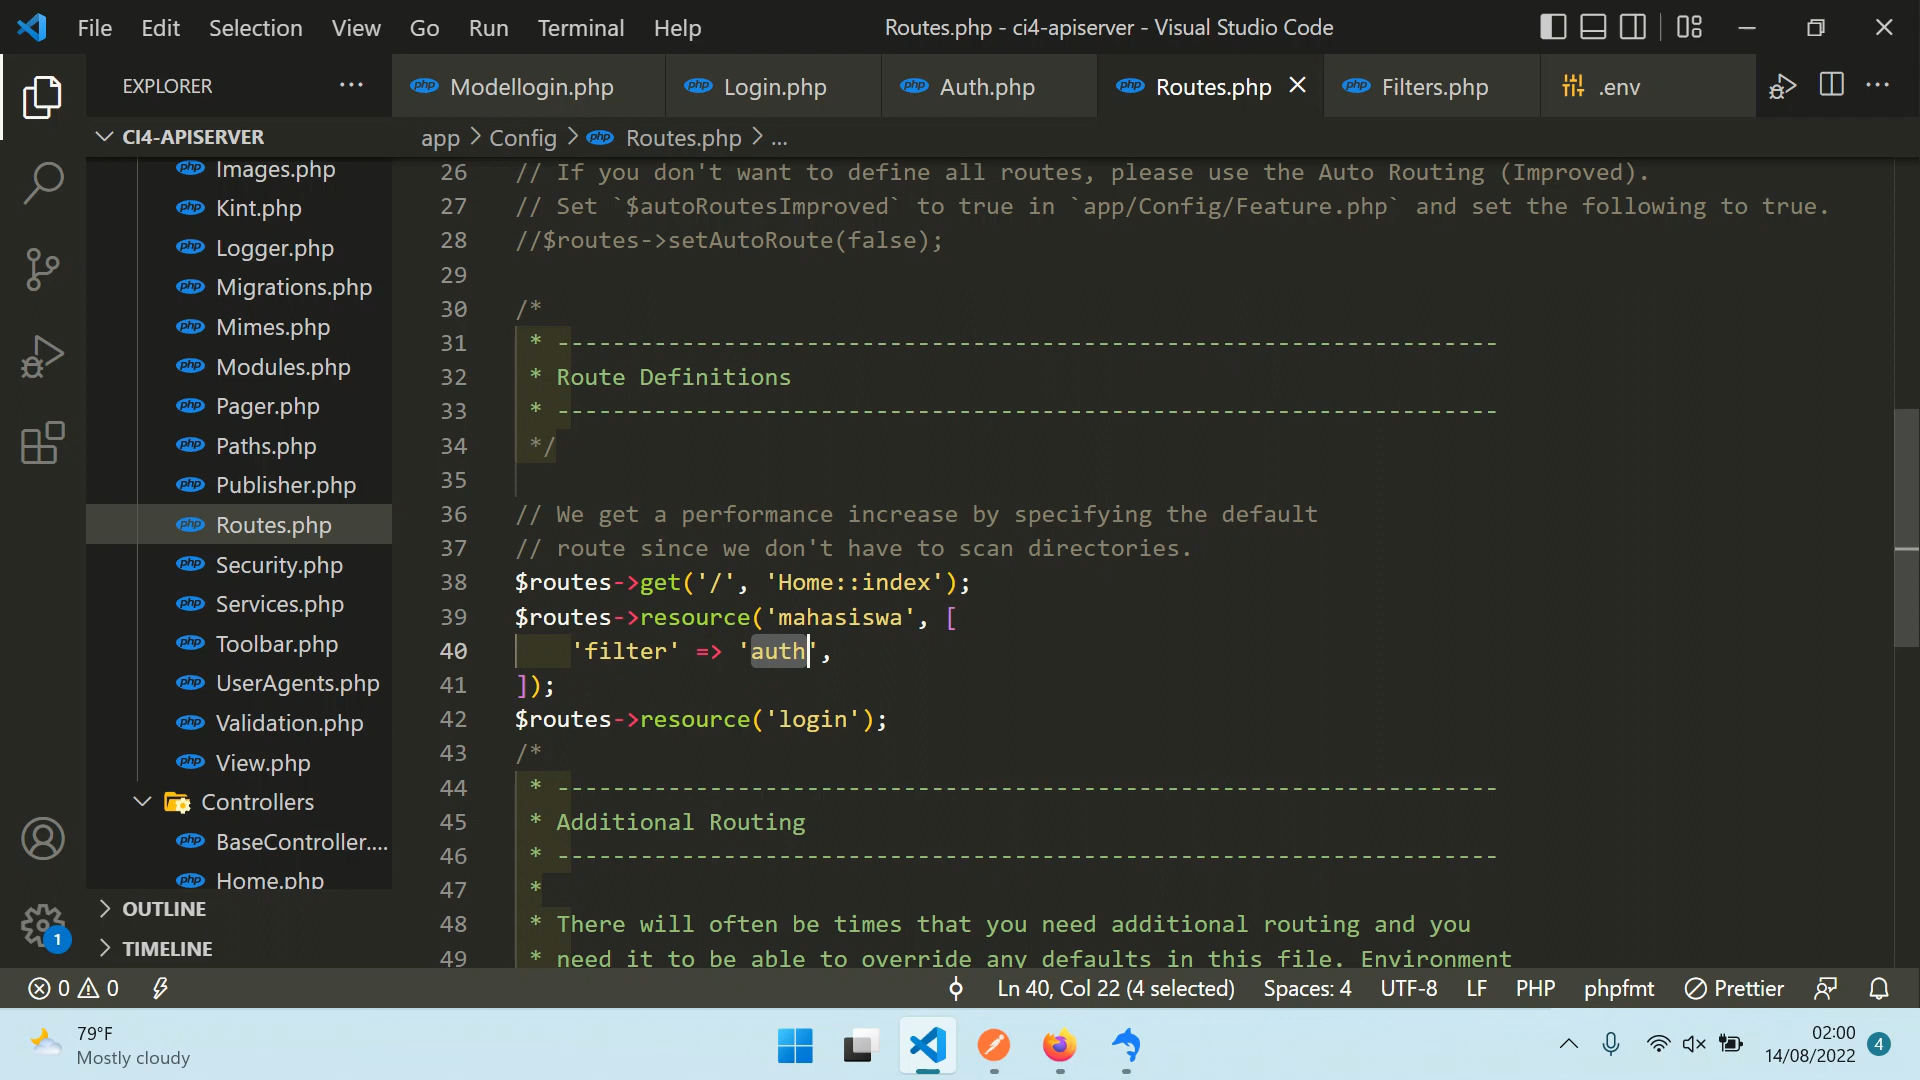 File Edit Selection View Go Run Terminal Help
Routes.php - ci4-apiserver - Visual Studio Code
EXPLORER ···
Modellogin.php
Login.php
Auth.php
Routes.php
Filters.php
.env
CI4-APISERVER
app > Config > Routes.php > ...
Images.php
Kint.php
Logger.php
Migrations.php
Mimes.php
Modules.php
Pager.php
Paths.php
Publisher.php
Routes.php
Security.php
Services.php
Toolbar.php
UserAgents.php
Validation.php
View.php
Controllers
BaseController....
Home.php
OUTLINE
TIMELINE
26 // If you don't want to define all routes, please use the Auto Routing (Improved).
27 // Set `$autoRoutesImproved` to true in `app/Config/Feature.php` and set the following to true.
28 //$routes->setAutoRoute(false);
29
30 /*
31 * --------------------------------------------------------------------
32 * Route Definitions
33 * --------------------------------------------------------------------
34 */
35
36 // We get a performance increase by specifying the default
37 // route since we don't have to scan directories.
38 $routes->get('/', 'Home::index');
39 $routes->resource('mahasiswa', [
40 'filter' => 'auth',
41 ]);
42 $routes->resource('login');
43 /*
44 * --------------------------------------------------------------------
45 * Additional Routing
46 * --------------------------------------------------------------------
47 *
48 * There will often be times that you need additional routing and you
49 * need it to be able to override any defaults in this file. Environment
1
0 0
Ln 40, Col 22 (4 selected) Spaces: 4 UTF-8 LF PHP phpfmt Prettier
79°F
Mostly cloudy
02:00
14/08/2022
4